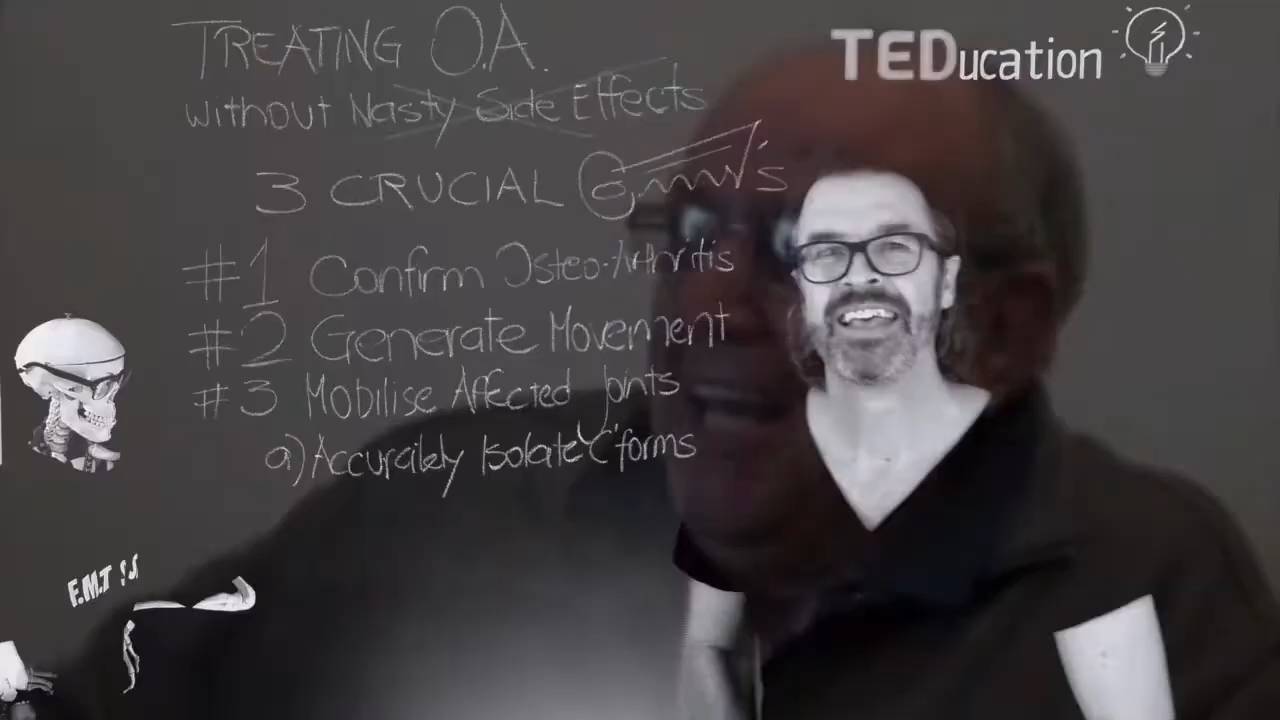 TREATING O.A.
without Nasty Side Effects
3 CRUCIAL
#1 Confirm Osteo-Arthritis
#2 Generate Movement
#3 Mobilise Affected joints
a) Accurately Isolate 'C' forms
TEDucation
E.M.T